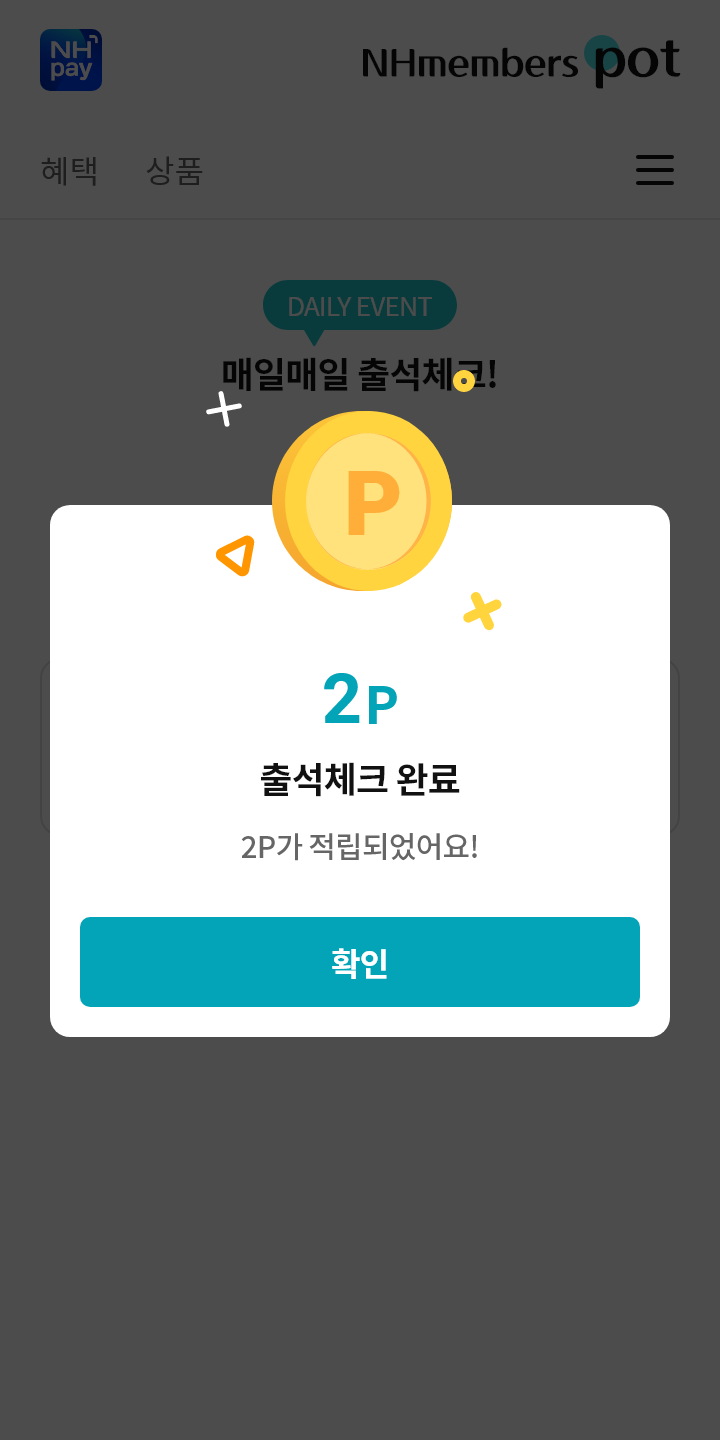 NH
pay
NHmembers pot
혜택 상품
DAILY EVENT
매일매일 출석체크!
P
2P
출석체크 완료
2P가 적립되었어요!
확인